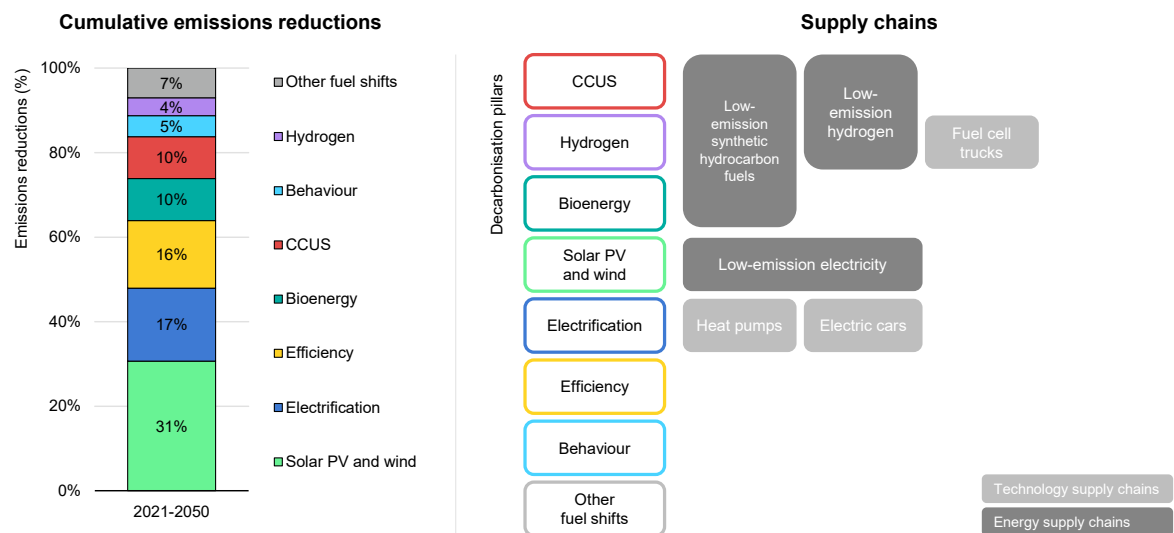 Cumulative emissions reductions
Emissions reductions (%)
100%
80%
60%
40%
20%
0%
7%
4%
5%
10%
10%
16%
17%
31%
2021-2050
Other fuel shifts
Hydrogen
Behaviour
CCUS
Bioenergy
Efficiency
Electrification
Solar PV and wind
Supply chains
Decarbonisation pillars
CCUS
Hydrogen
Bioenergy
Solar PV
and wind
Electrification
Efficiency
Behaviour
Other
fuel shifts
Low-
emission
synthetic
hydrocarbon
fuels
Low-
emission
hydrogen
Fuel cell
trucks
Low-emission electricity
Heat pumps
Electric cars
Technology supply chains
Energy supply chains